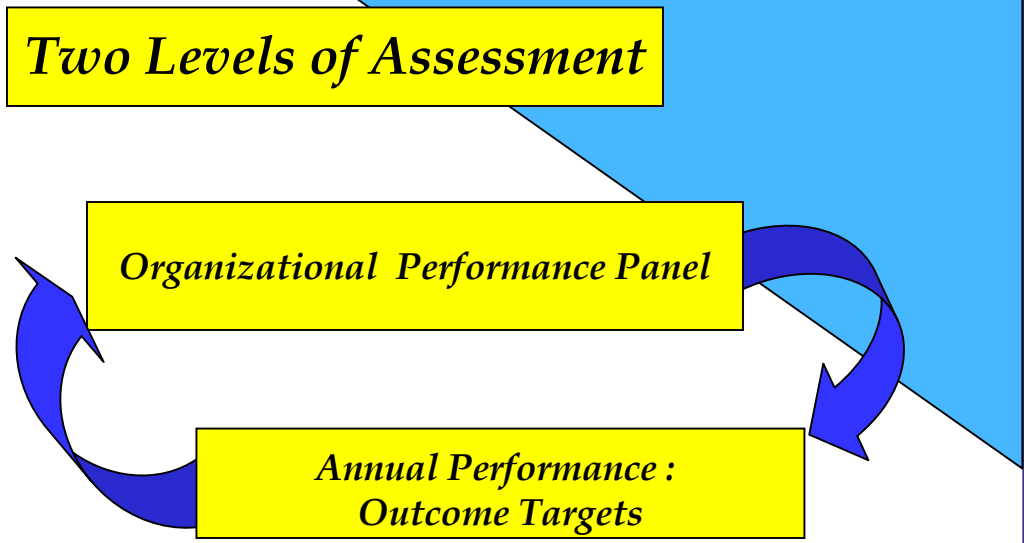 Two Levels of Assessment
Organizational Performance Panel
Annual Performance :
Outcome Targets